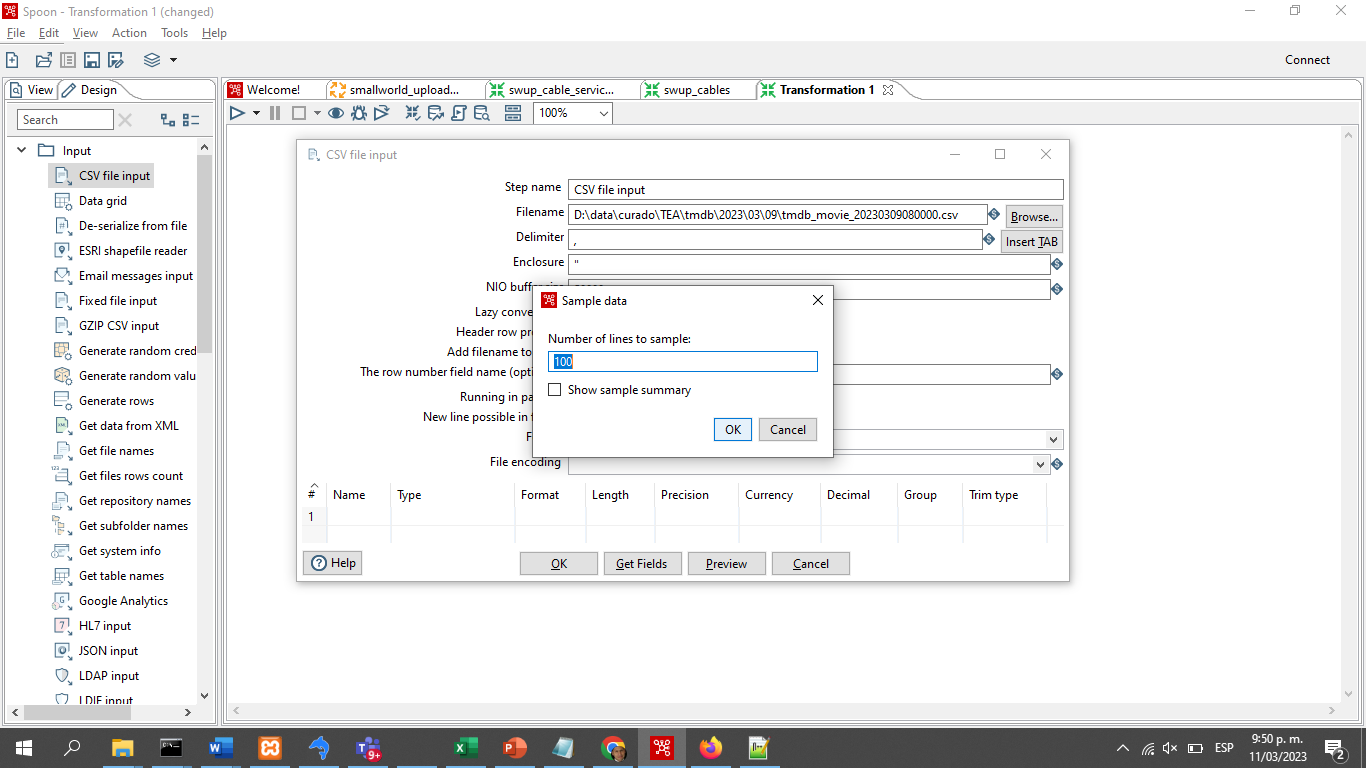 Spoon - Transformation 1 (changed)
File Edit View Action Tools Help
Connect
View Design
Welcome! smallworld_upload... swup_cable_servic... swup_cables Transformation 1
100%
Search
Input
CSV file input
Data grid
De-serialize from file
ESRI shapefile reader
Email messages input
Fixed file input
GZIP CSV input
Generate random cred
Generate random valu
Generate rows
Get data from XML
Get file names
Get files rows count
Get repository names
Get subfolder names
Get system info
Get table names
Google Analytics
HL7 input
JSON input
LDAP input
LDIF input
CSV file input
Step name CSV file input
Filename D:\data\curado\TEA\tmdb\2023\03\09\tmdb_movie_20230309080000.csv Browse...
Delimiter , Insert TAB
Enclosure "
NIO buffer size
Lazy conve
Header row pr
Add filename to
The row number field name (opti
Running in pa
New line possible in f
F
File encoding
Sample data
Number of lines to sample:
100
Show sample summary
OK Cancel
# Name Type Format Length Precision Currency Decimal Group Trim type
1
Help OK Get Fields Preview Cancel
9+
ESP
9:50 p. m.
11/03/2023
2